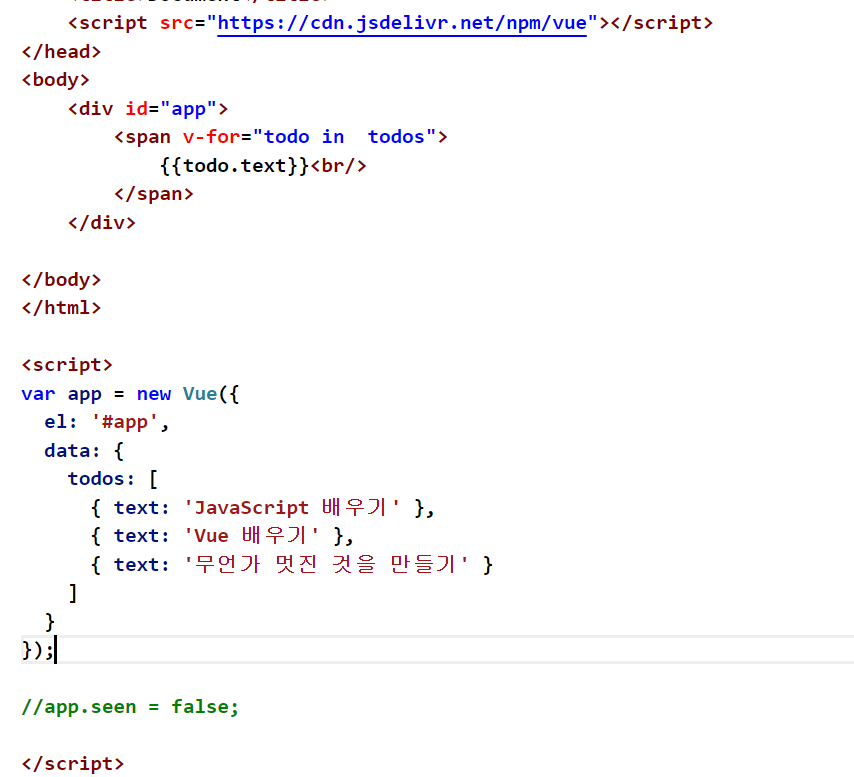 <script src="https://cdn.jsdelivr.net/npm/vue"></script>
</head>
<body>
    <div id="app">
        <span v-for="todo in  todos">
            {{todo.text}}<br/>
        </span>
    </div>

</body>
</html>

<script>
var app = new Vue({
  el: '#app',
  data: {
    todos: [
      { text: 'JavaScript 배우기' },
      { text: 'Vue 배우기' },
      { text: '무언가 멋진 것을 만들기' }
    ]
  }
});

//app.seen = false;

</script>